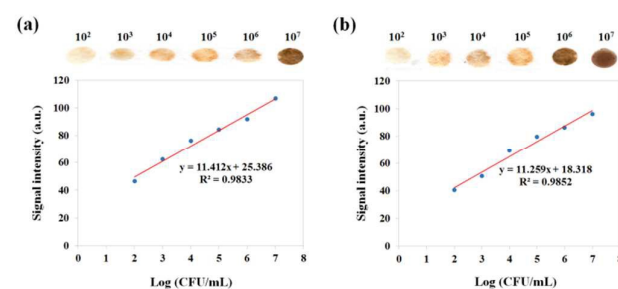 (a)
10² 10³ 10⁴ 10⁵ 10⁶ 10⁷
120
100
80
60
40
20
0
Signal intensity (a.u.)
y = 11.412x + 25.386
R² = 0.9833
0 1 2 3 4 5 6 7 8
Log (CFU/mL)
(b)
10² 10³ 10⁴ 10⁵ 10⁶ 10⁷
120
100
80
60
40
20
0
Signal intensity (a.u.)
y = 11.259x + 18.318
R² = 0.9852
0 1 2 3 4 5 6 7 8
Log (CFU/mL)